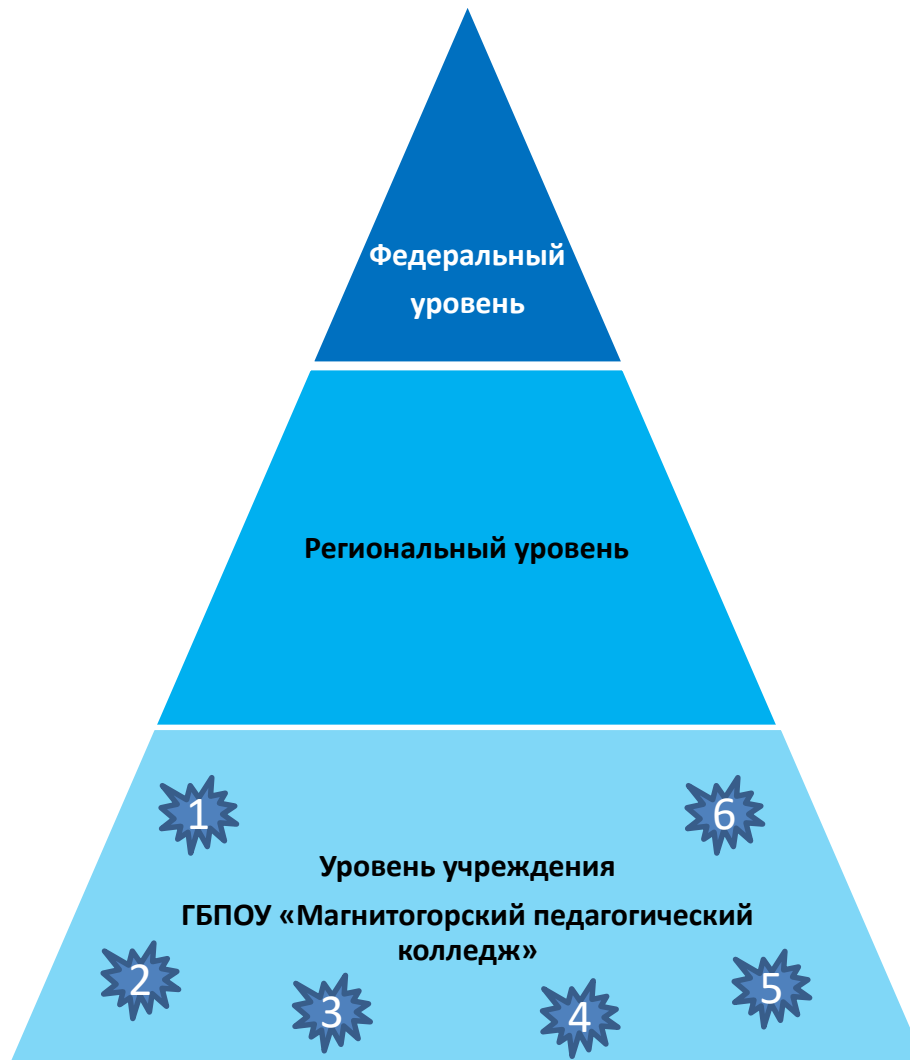 Федеральный
уровень
Региональный уровень
1
6
Уровень учреждения
ГБПОУ «Магнитогорский педагогический
колледж»
2
3
4
5